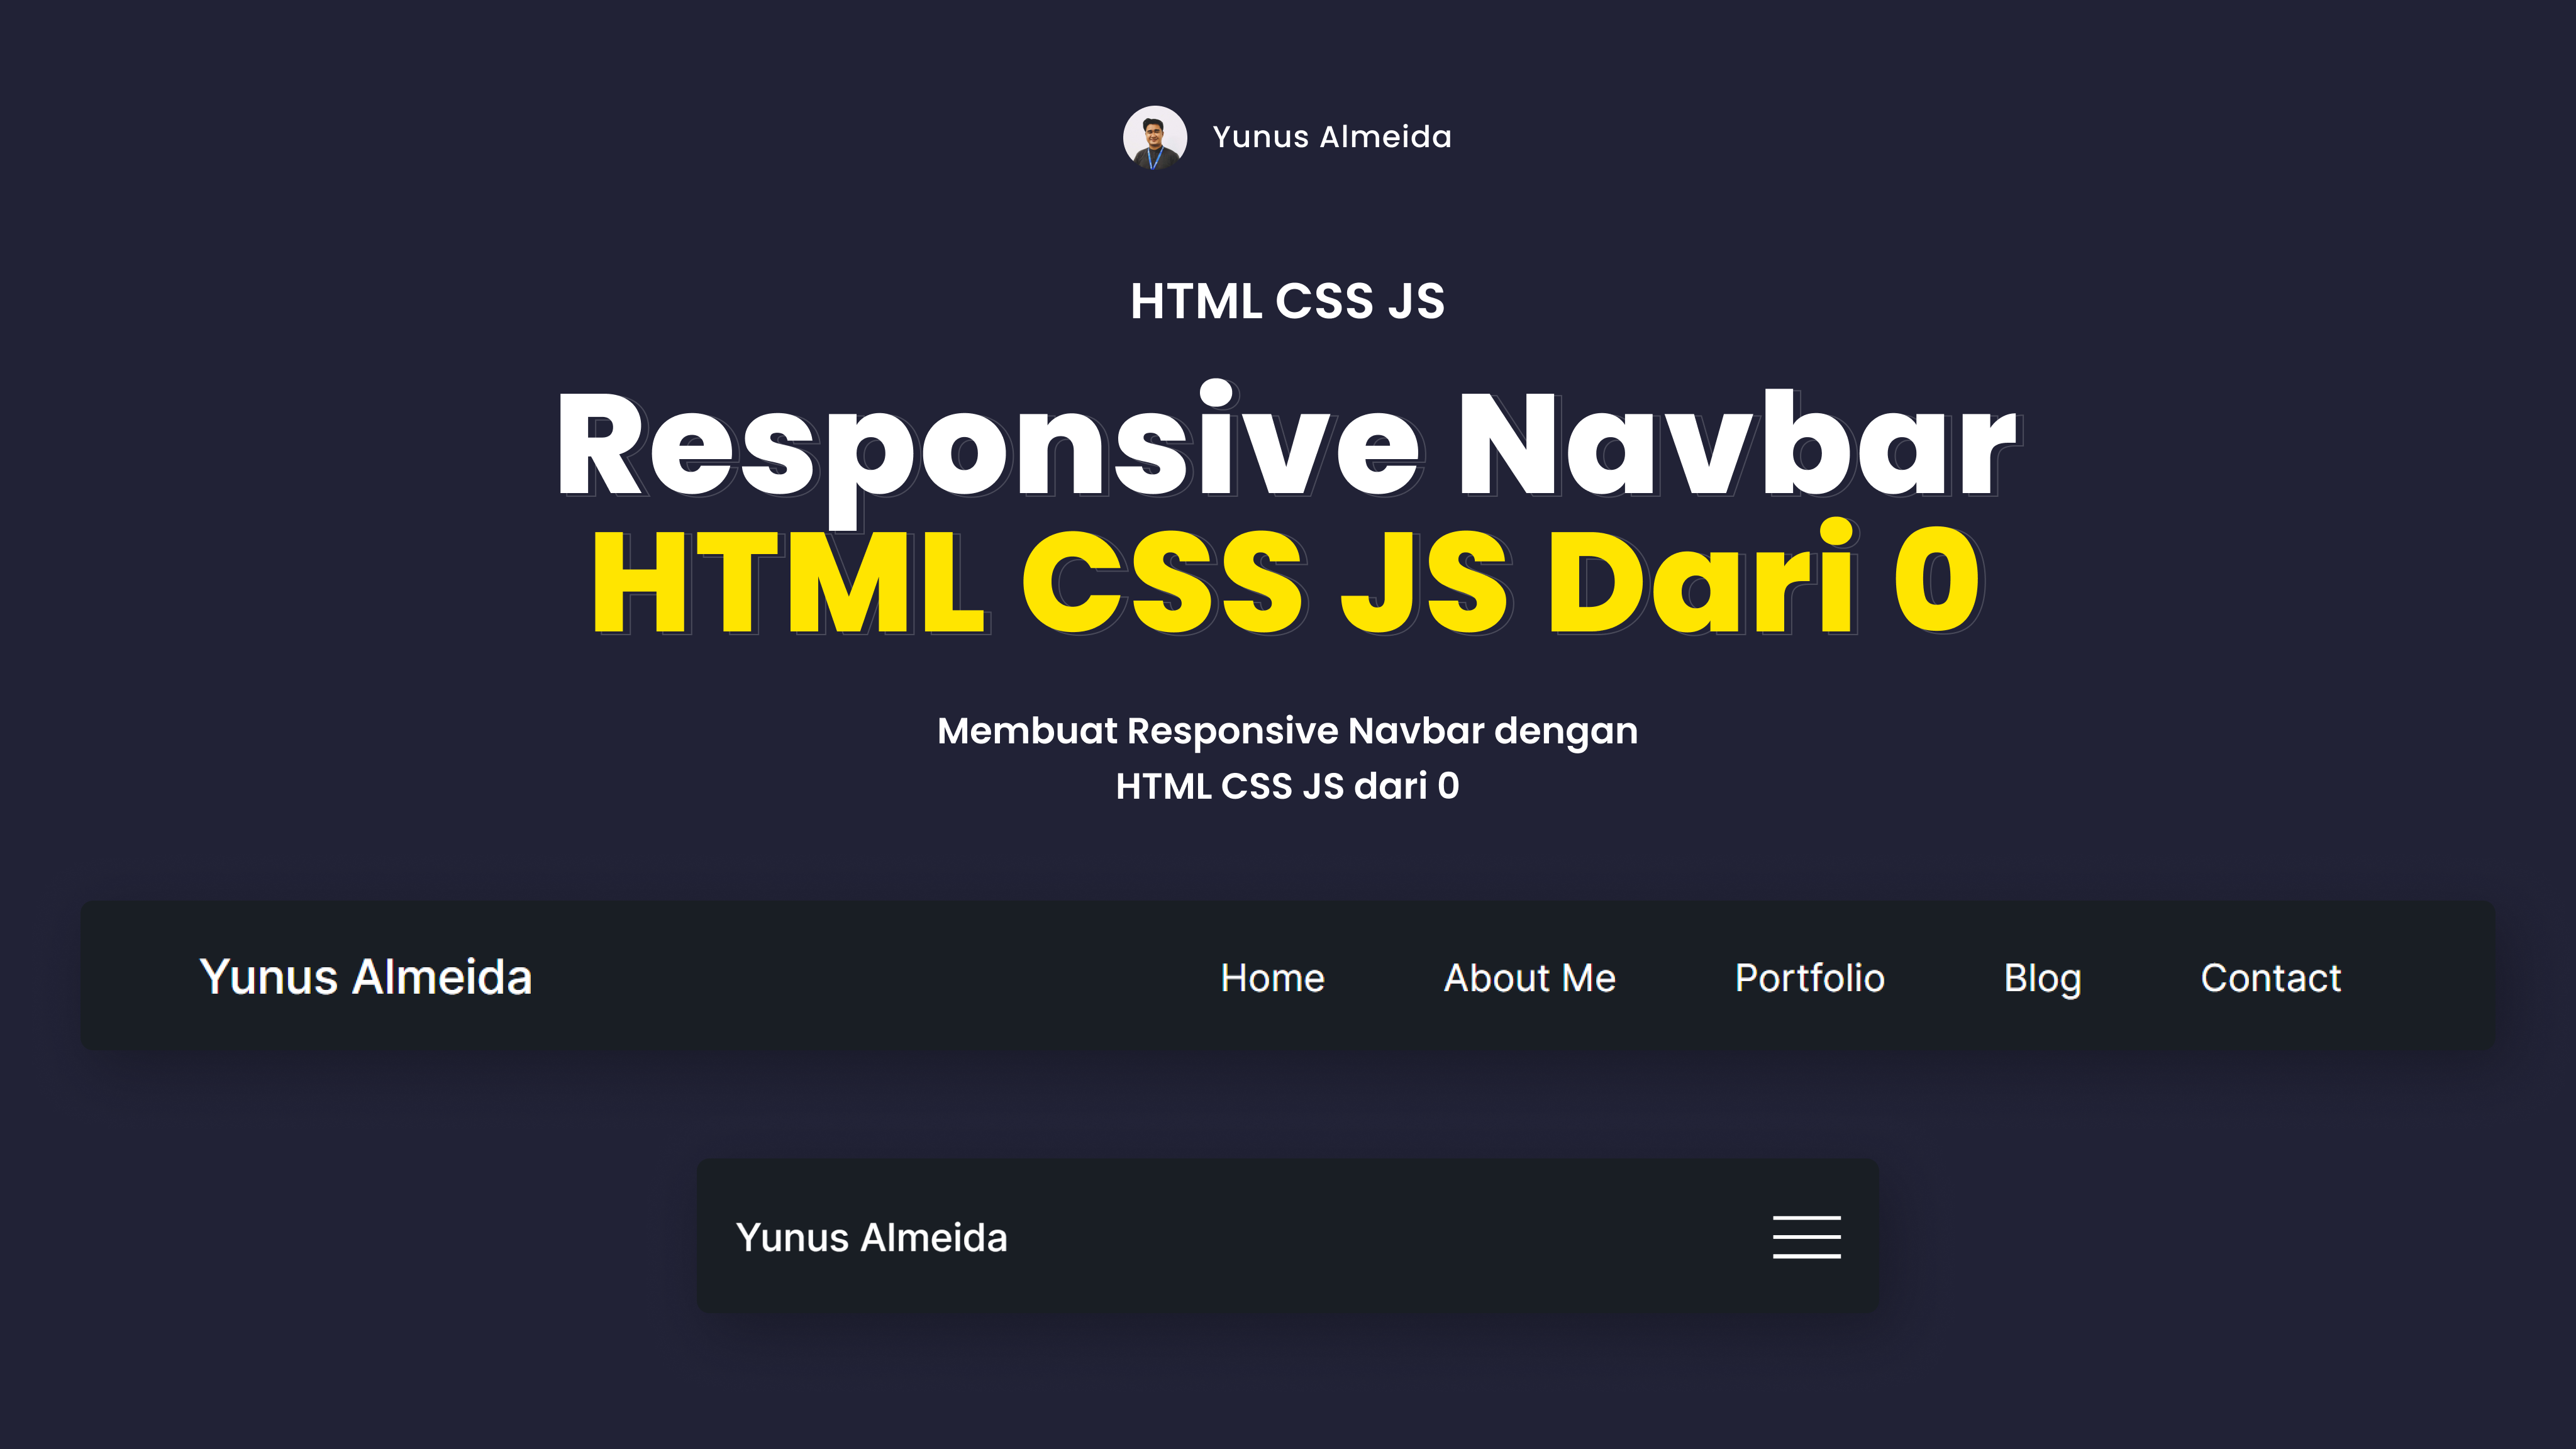 Yunus Almeida
HTML CSS JS
Responsive Navbar
HTML CSS JS Dari 0
Membuat Responsive Navbar dengan
HTML CSS JS dari 0
Yunus Almeida Home About Me Portfolio Blog Contact
Yunus Almeida